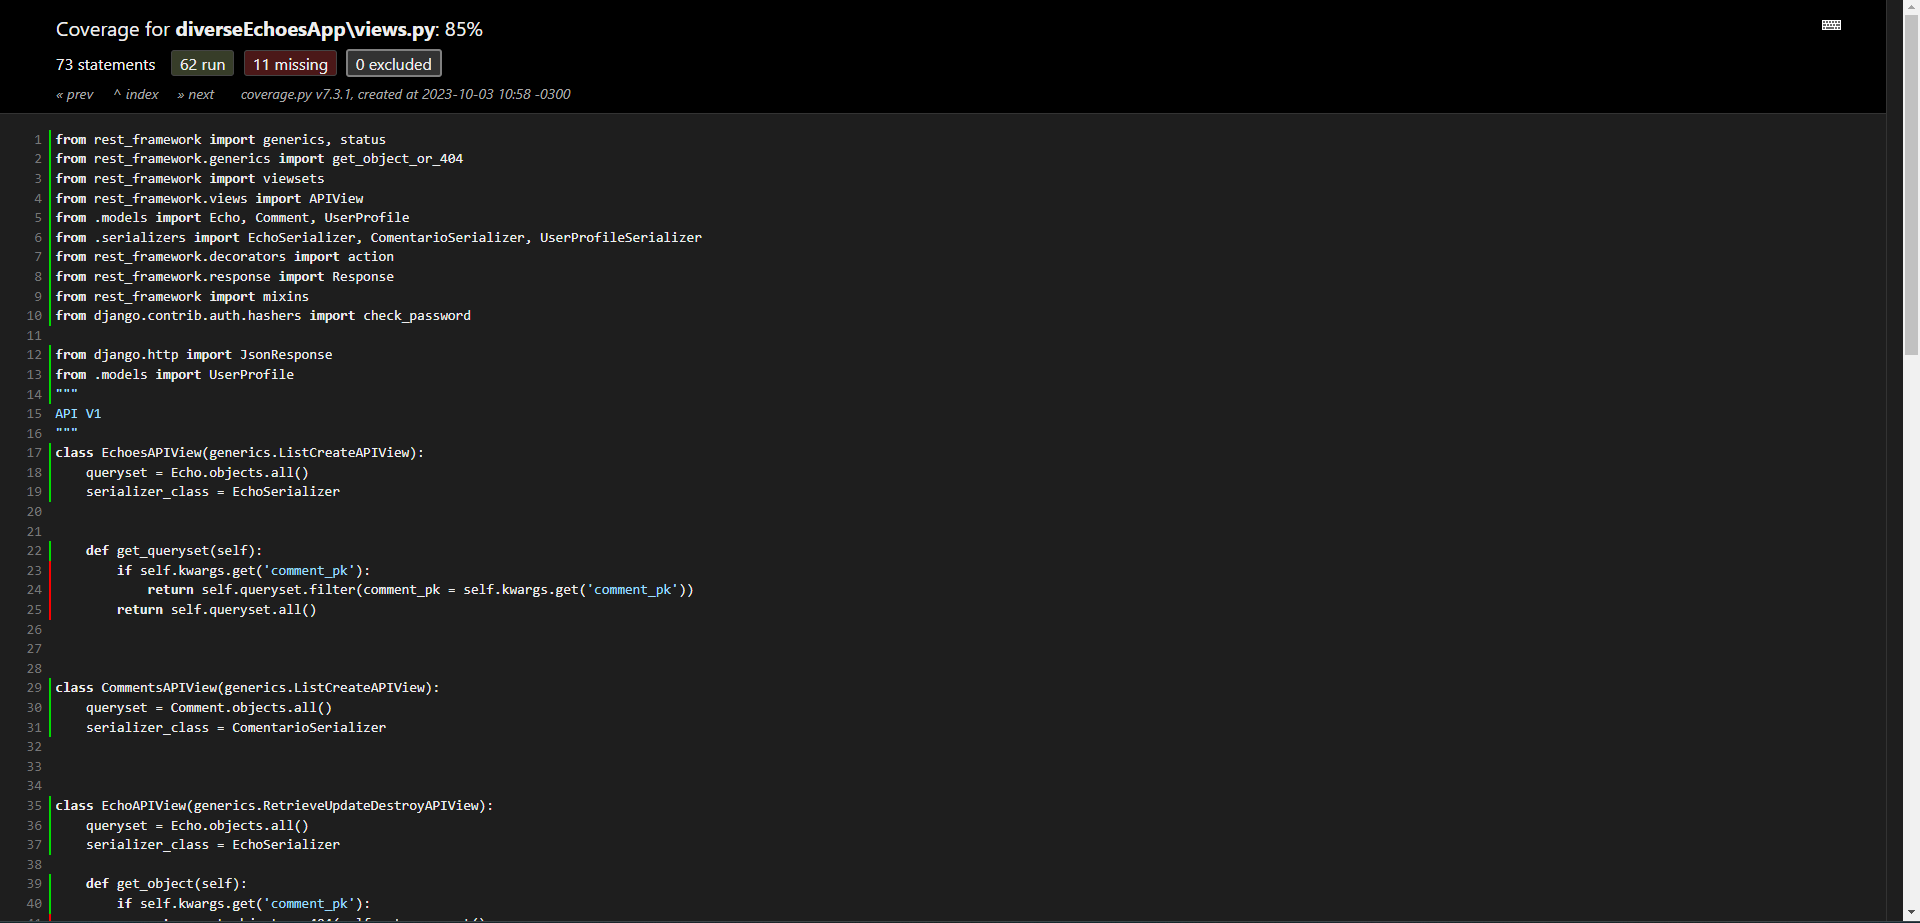 Coverage for diverseEchoesApp\views.py: 85%
73 statements 62 run 11 missing 0 excluded
« prev ^ index » next coverage.py v7.3.1, created at 2023-10-03 10:58 -0300
1 from rest_framework import generics, status
2 from rest_framework.generics import get_object_or_404
3 from rest_framework import viewsets
4 from rest_framework.views import APIView
5 from .models import Echo, Comment, UserProfile
6 from .serializers import EchoSerializer, ComentarioSerializer, UserProfileSerializer
7 from rest_framework.decorators import action
8 from rest_framework.response import Response
9 from rest_framework import mixins
10 from django.contrib.auth.hashers import check_password
11
12 from django.http import JsonResponse
13 from .models import UserProfile
14 """
15 API V1
16 """
17 class EchoesAPIView(generics.ListCreateAPIView):
18     queryset = Echo.objects.all()
19     serializer_class = EchoSerializer
20
21
22     def get_queryset(self):
23         if self.kwargs.get('comment_pk'):
24             return self.queryset.filter(comment_pk = self.kwargs.get('comment_pk'))
25         return self.queryset.all()
26
27
28
29 class CommentsAPIView(generics.ListCreateAPIView):
30     queryset = Comment.objects.all()
31     serializer_class = ComentarioSerializer
32
33
34
35 class EchoAPIView(generics.RetrieveUpdateDestroyAPIView):
36     queryset = Echo.objects.all()
37     serializer_class = EchoSerializer
38
39     def get_object(self):
40         if self.kwargs.get('comment_pk'):